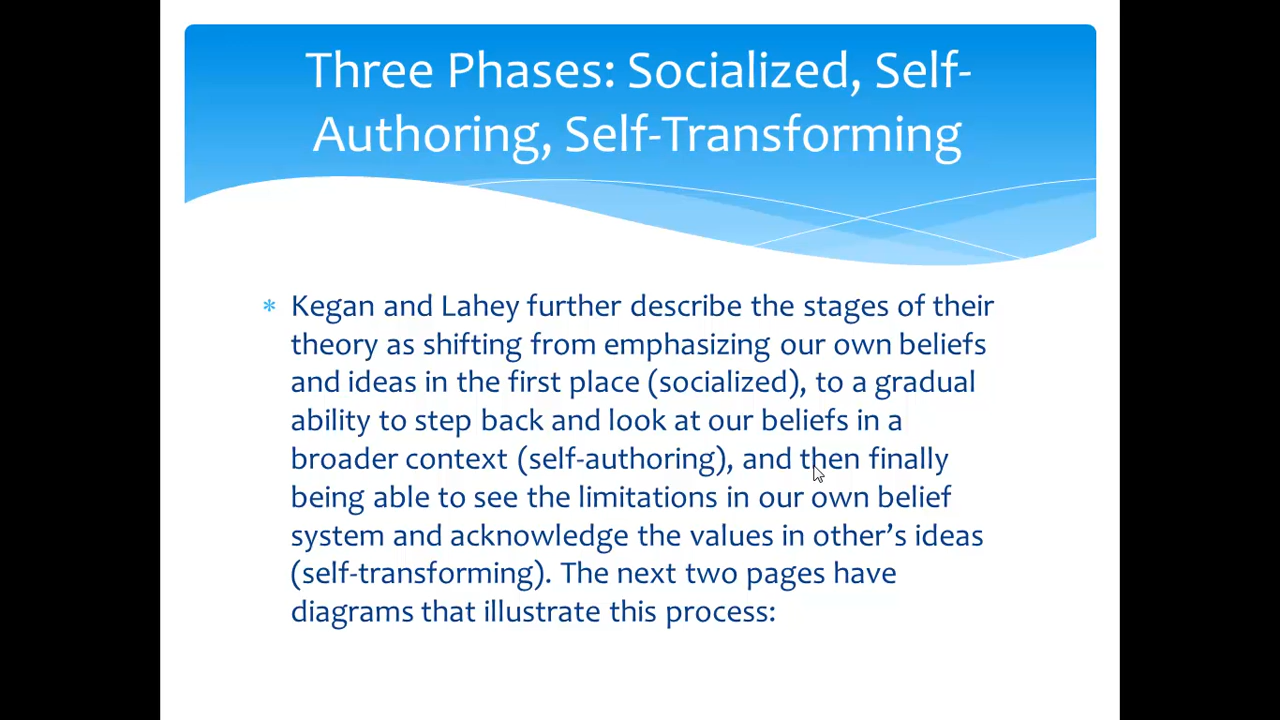 Three Phases: Socialized, Self-
Authoring, Self-Transforming
* Kegan and Lahey further describe the stages of their
theory as shifting from emphasizing our own beliefs
and ideas in the first place (socialized), to a gradual
ability to step back and look at our beliefs in a
broader context (self-authoring), and then finally
being able to see the limitations in our own belief
system and acknowledge the values in other’s ideas
(self-transforming). The next two pages have
diagrams that illustrate this process: